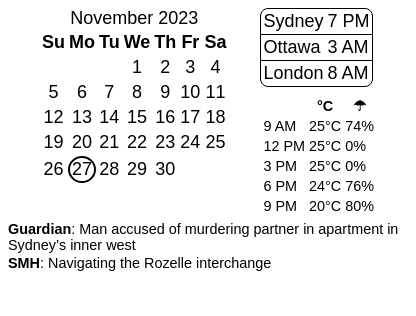 November 2023
Su Mo Tu We Th Fr Sa
1 2 3 4
5 6 7 8 9 10 11
12 13 14 15 16 17 18
19 20 21 22 23 24 25
26 27 28 29 30
Sydney 7 PM
Ottawa 3 AM
London 8 AM
°C ☂
9 AM 25°C 74%
12 PM 25°C 0%
3 PM 25°C 0%
6 PM 24°C 76%
9 PM 20°C 80%
Guardian: Man accused of murdering partner in apartment in
Sydney's inner west
SMH: Navigating the Rozelle interchange